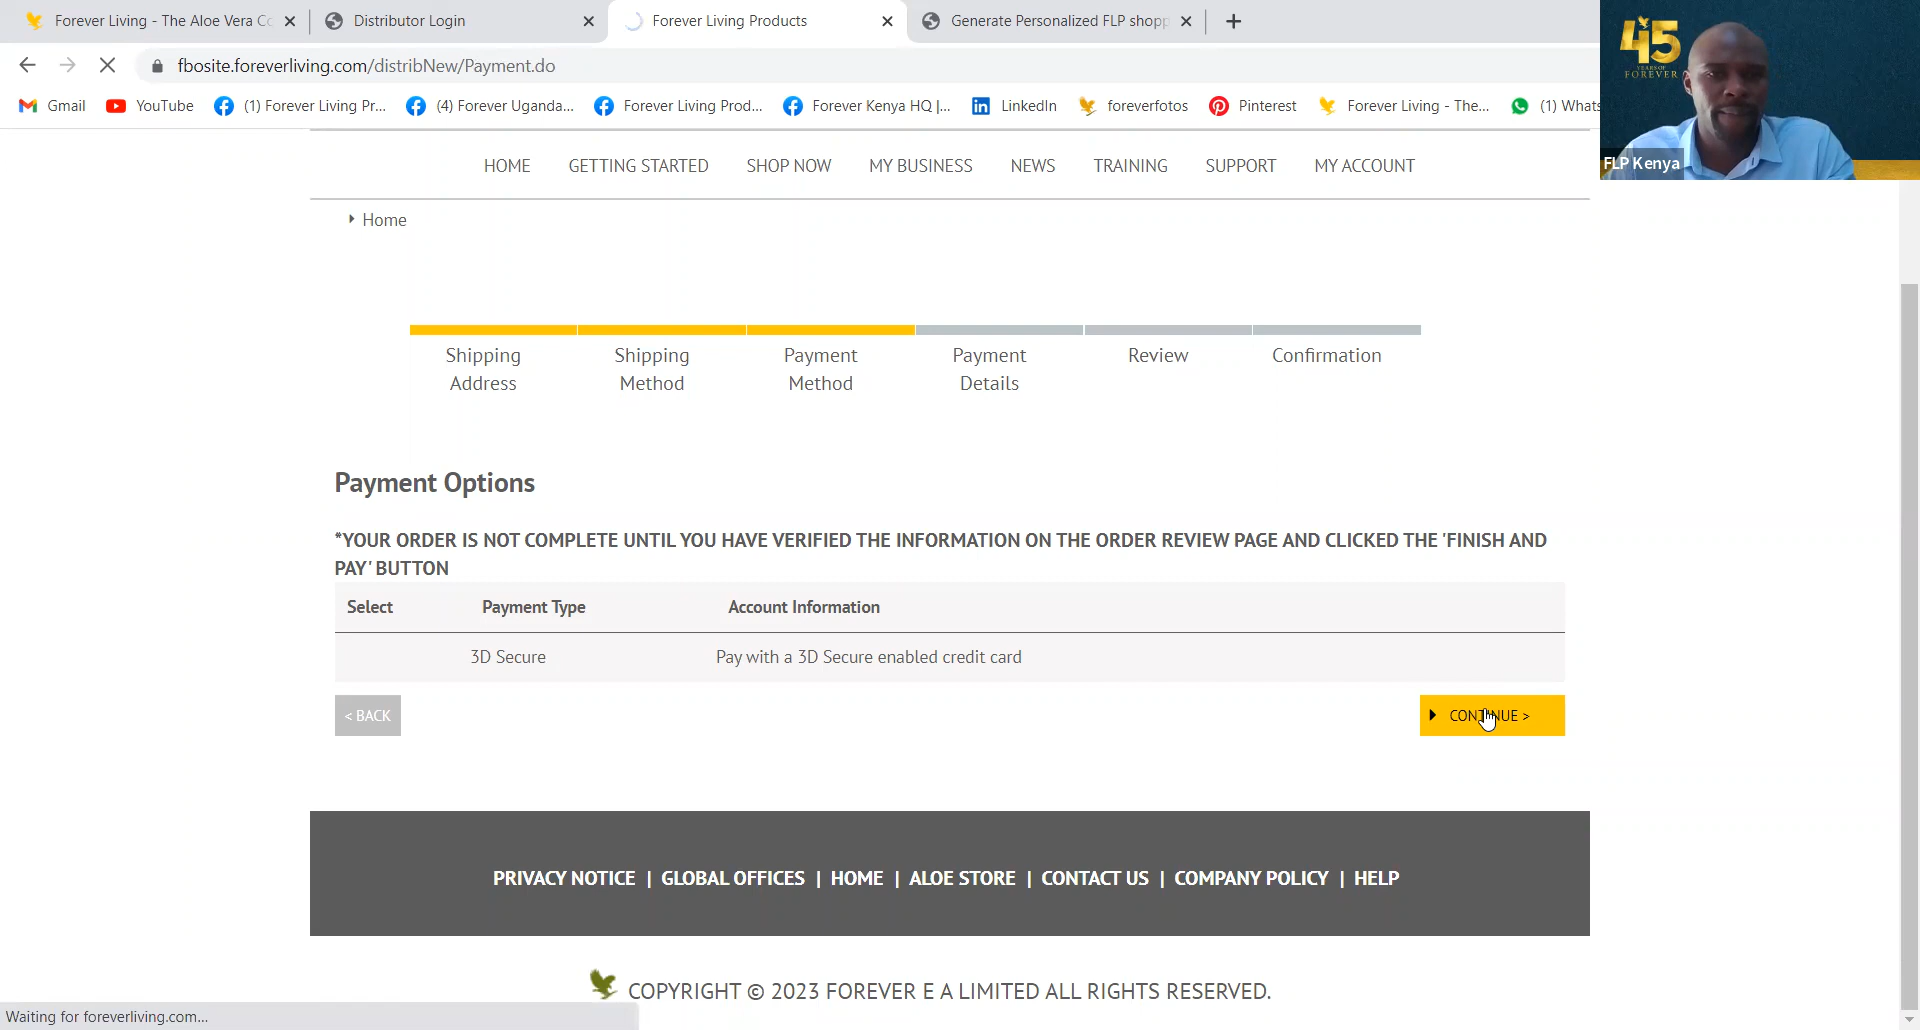 Forever Living - The Aloe Vera Co
Distributor Login
Forever Living Products
Generate Personalized FLP shopp
fbosite.foreverliving.com/distribNew/Payment.do
Gmail
YouTube
(1) Forever Living Pr...
(4) Forever Uganda...
Forever Living Prod...
Forever Kenya HQ |...
LinkedIn
foreverfotos
Pinterest
Forever Living - The...
(1) Whats
45
YEARS OF
FOREVER
FLP Kenya
HOME GETTING STARTED SHOP NOW MY BUSINESS NEWS TRAINING SUPPORT MY ACCOUNT
Home
Shipping Address
Shipping Method
Payment Method
Payment Details
Review
Confirmation
Payment Options
*YOUR ORDER IS NOT COMPLETE UNTIL YOU HAVE VERIFIED THE INFORMATION ON THE ORDER REVIEW PAGE AND CLICKED THE 'FINISH AND
PAY' BUTTON
Select Payment Type Account Information
3D Secure Pay with a 3D Secure enabled credit card
< BACK
CONTINUE >
PRIVACY NOTICE | GLOBAL OFFICES | HOME | ALOE STORE | CONTACT US | COMPANY POLICY | HELP
COPYRIGHT © 2023 FOREVER E A LIMITED ALL RIGHTS RESERVED.
Waiting for foreverliving.com...